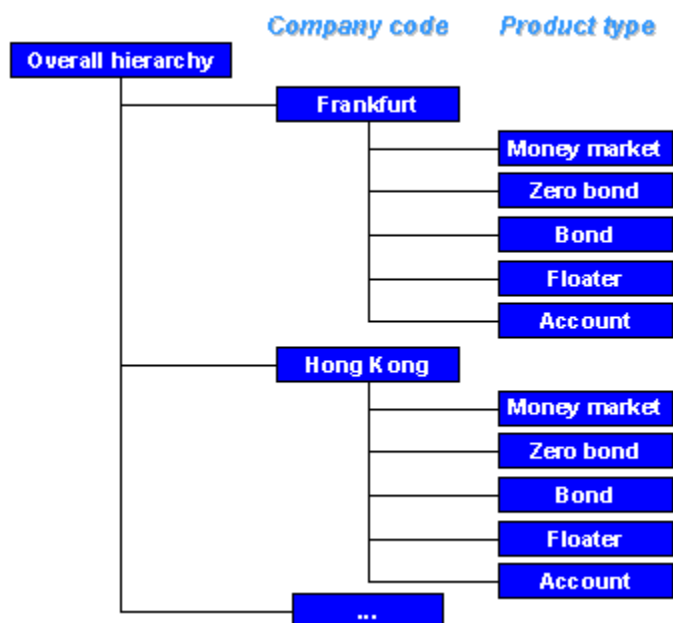 Company code Product type
Overall hierarchy
Frankfurt
Money market
Zero bond
Bond
Floater
Account
Hong Kong
Money market
Zero bond
Bond
Floater
Account
...